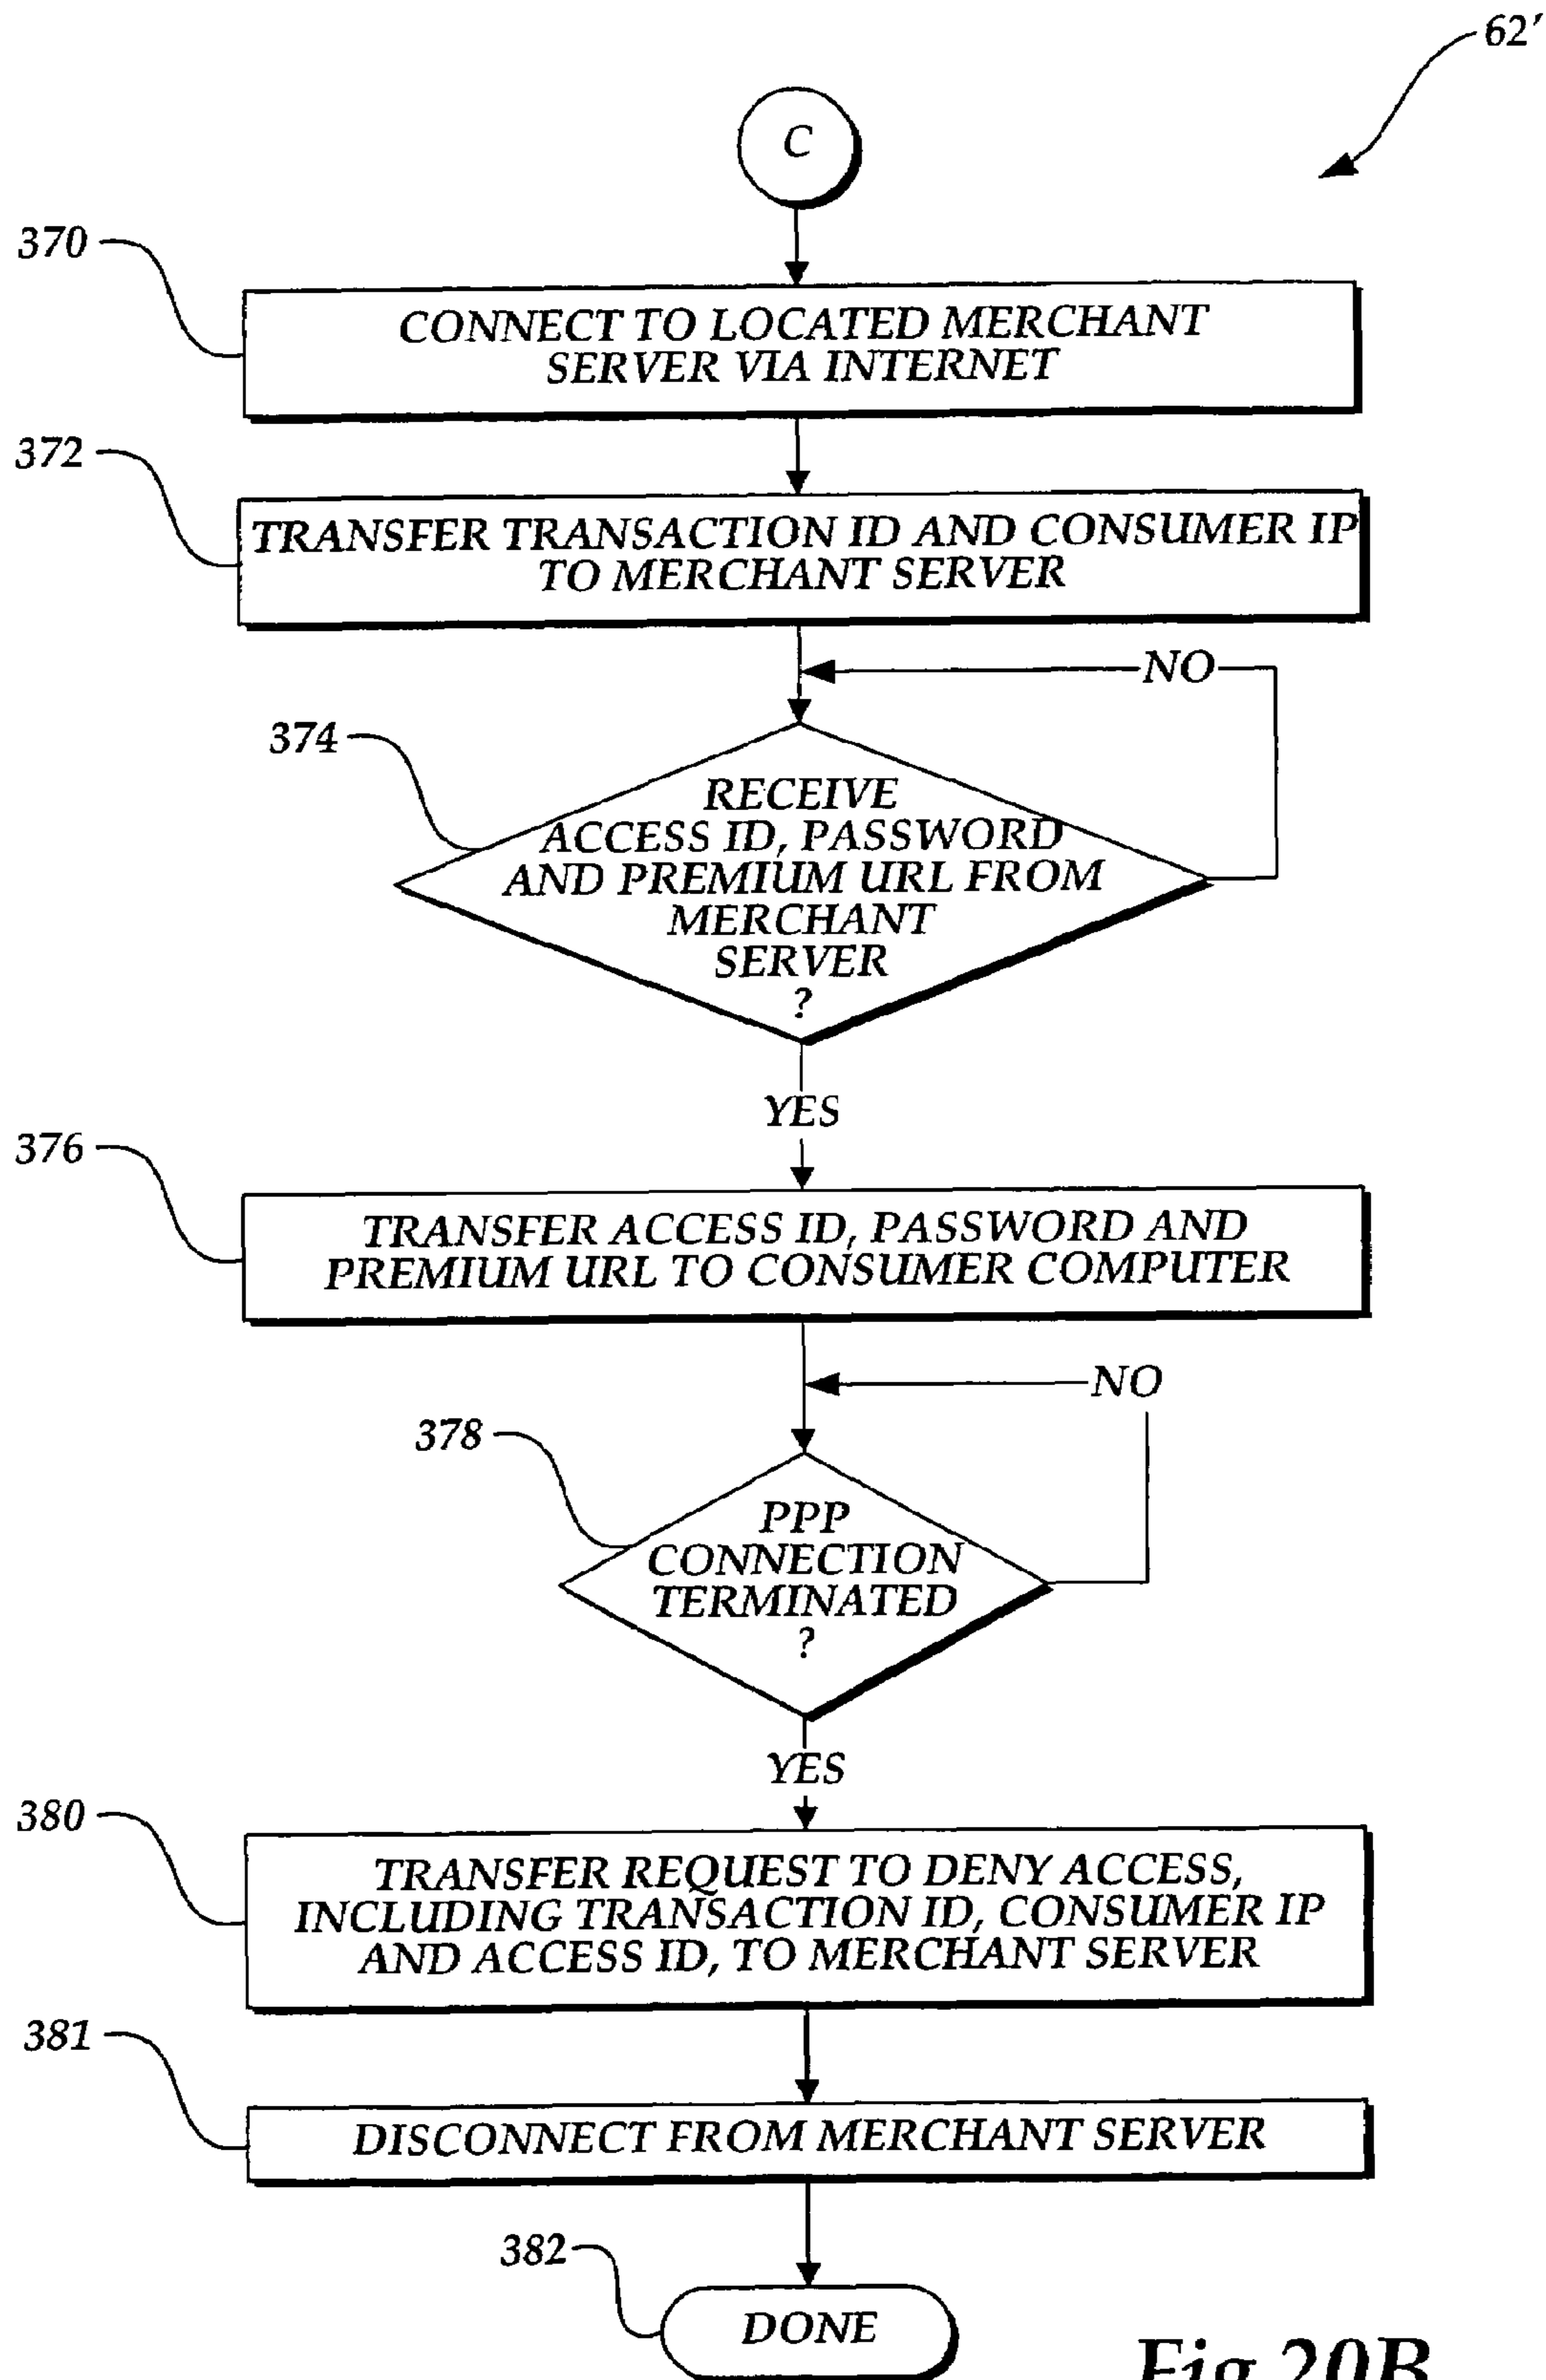 62'
C
370
CONNECT TO LOCATED MERCHANT
SERVER VIA INTERNET
372
TRANSFER TRANSACTION ID AND CONSUMER IP
TO MERCHANT SERVER
NO
374
RECEIVE
ACCESS ID, PASSWORD
AND PREMIUM URL FROM
MERCHANT
SERVER
?
YES
376
TRANSFER ACCESS ID, PASSWORD AND
PREMIUM URL TO CONSUMER COMPUTER
NO
378
PPP
CONNECTION
TERMINATED
?
YES
380
TRANSFER REQUEST TO DENY ACCESS,
INCLUDING TRANSACTION ID, CONSUMER IP
AND ACCESS ID, TO MERCHANT SERVER
381
DISCONNECT FROM MERCHANT SERVER
382
DONE
Fig.20B